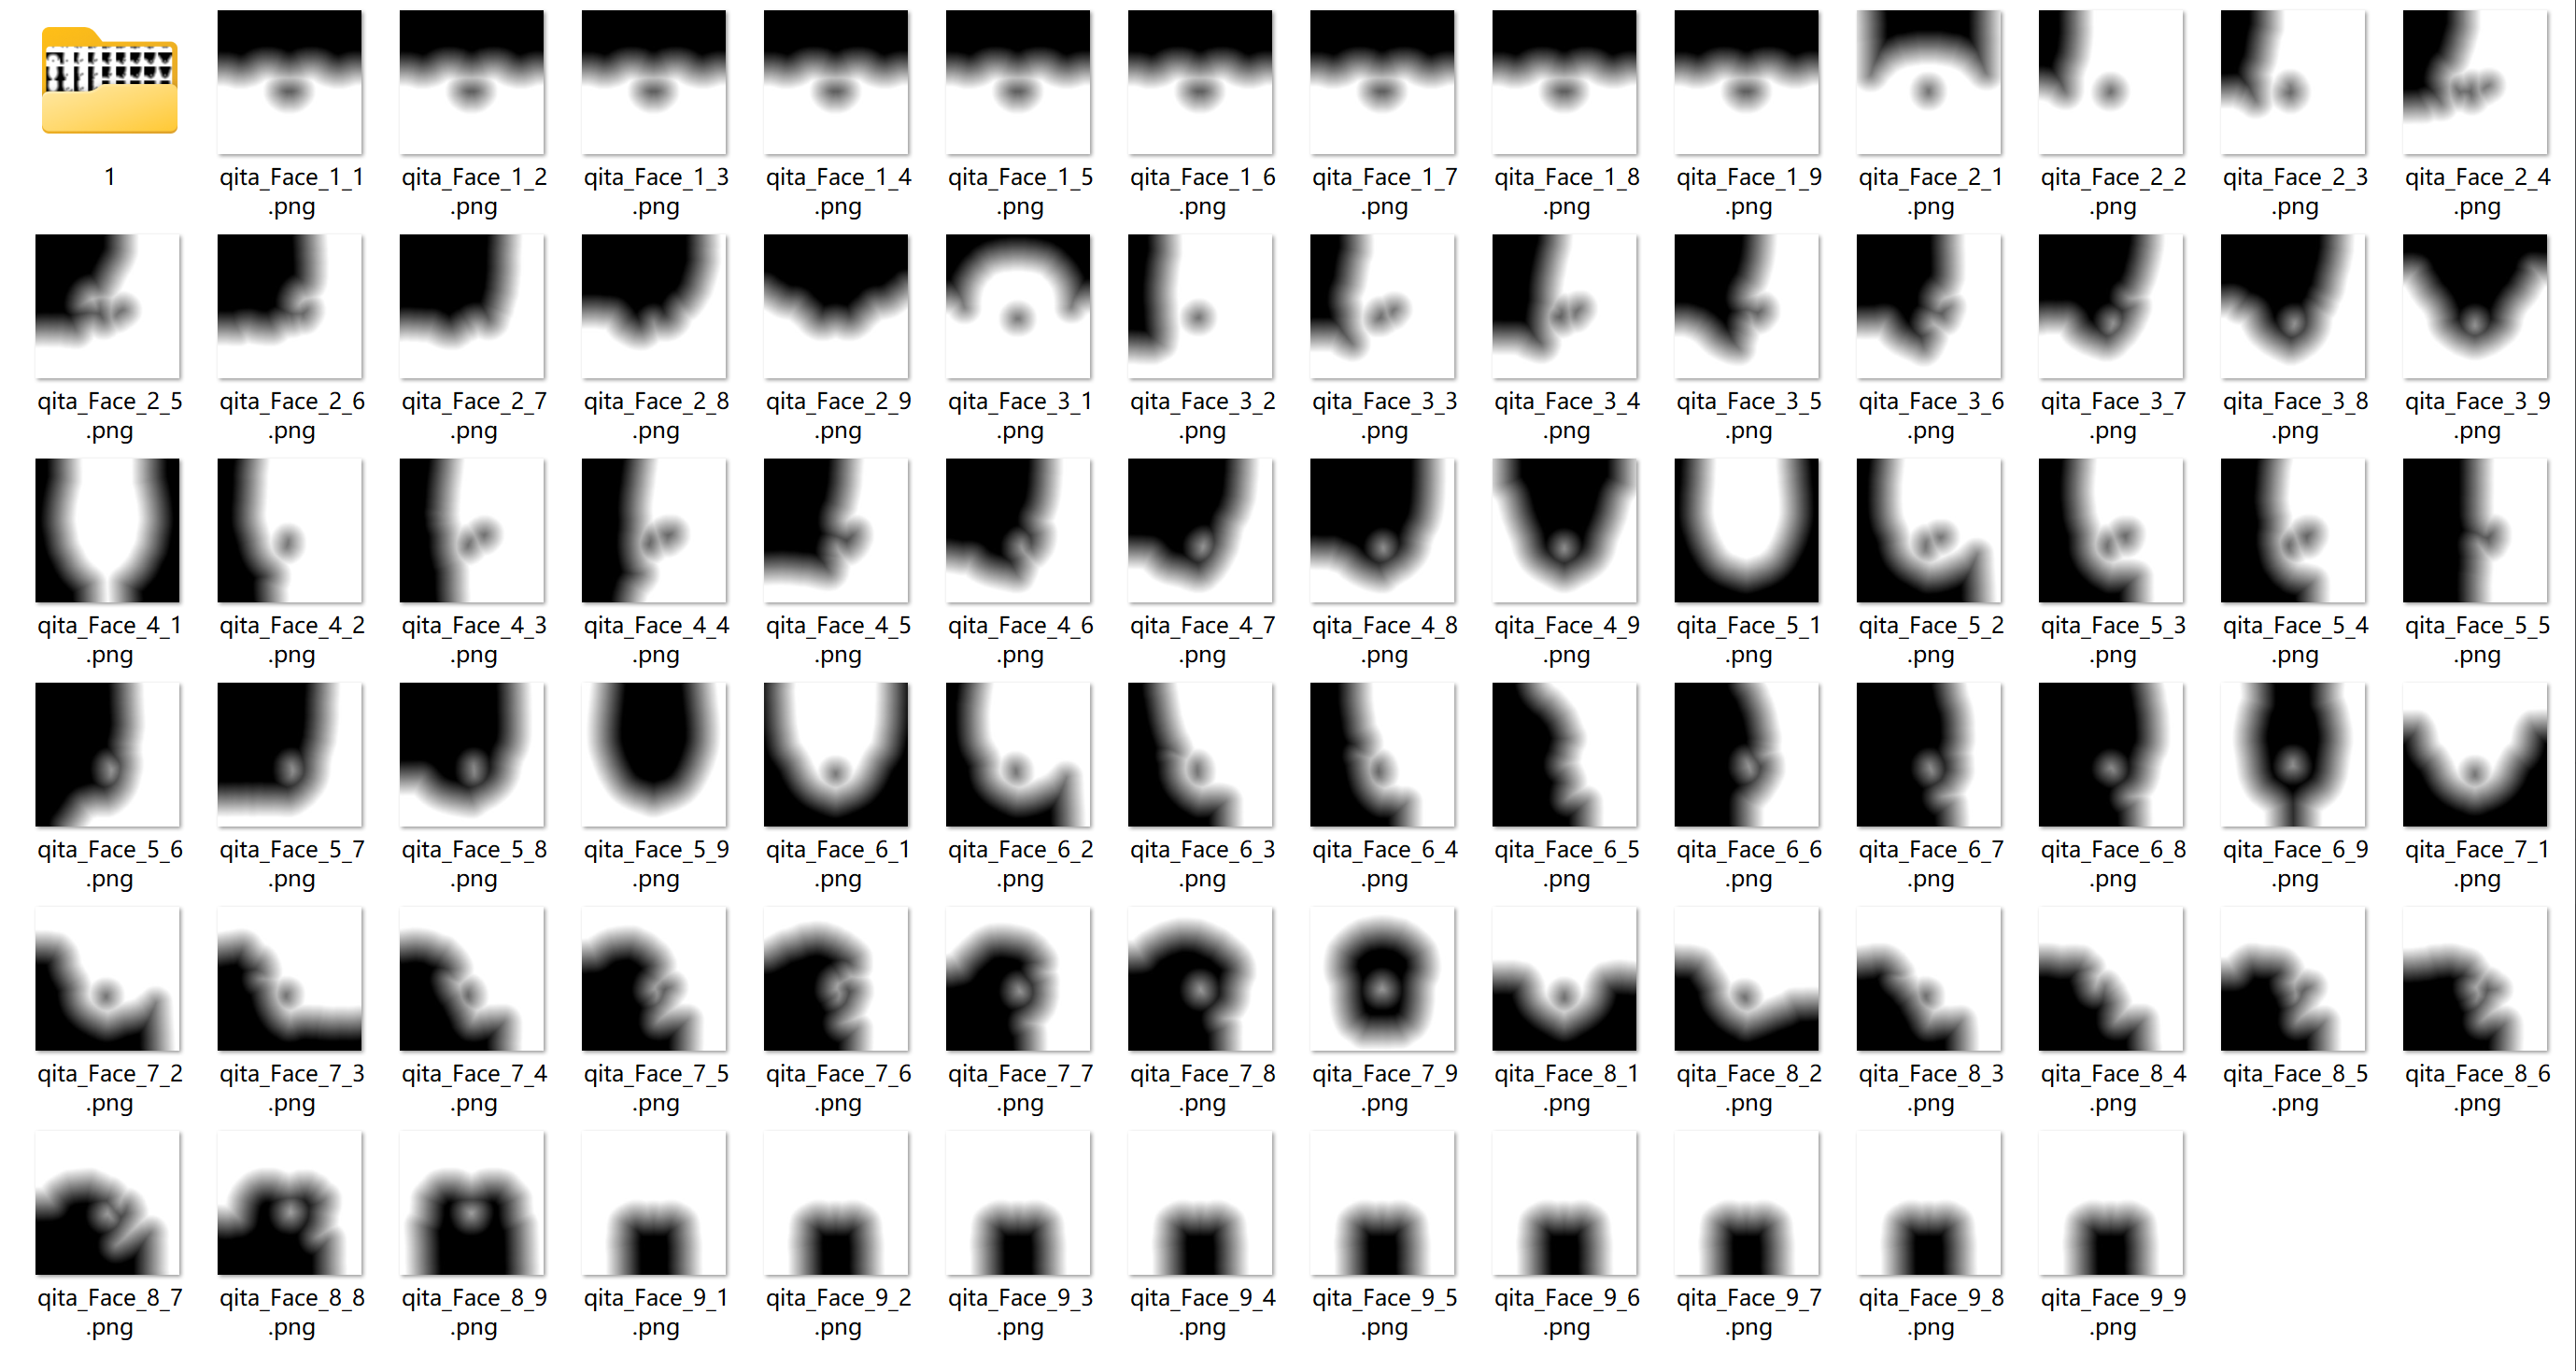 1 qita_Face_1_1 qita_Face_1_2 qita_Face_1_3 qita_Face_1_4 qita_Face_1_5 qita_Face_1_6 qita_Face_1_7 qita_Face_1_8 qita_Face_1_9 qita_Face_2_1 qita_Face_2_2 qita_Face_2_3 qita_Face_2_4
.png .png .png .png .png .png .png .png .png .png .png .png .png
qita_Face_2_5 qita_Face_2_6 qita_Face_2_7 qita_Face_2_8 qita_Face_2_9 qita_Face_3_1 qita_Face_3_2 qita_Face_3_3 qita_Face_3_4 qita_Face_3_5 qita_Face_3_6 qita_Face_3_7 qita_Face_3_8 qita_Face_3_9
.png .png .png .png .png .png .png .png .png .png .png .png .png .png
qita_Face_4_1 qita_Face_4_2 qita_Face_4_3 qita_Face_4_4 qita_Face_4_5 qita_Face_4_6 qita_Face_4_7 qita_Face_4_8 qita_Face_4_9 qita_Face_5_1 qita_Face_5_2 qita_Face_5_3 qita_Face_5_4 qita_Face_5_5
.png .png .png .png .png .png .png .png .png .png .png .png .png .png
qita_Face_5_6 qita_Face_5_7 qita_Face_5_8 qita_Face_5_9 qita_Face_6_1 qita_Face_6_2 qita_Face_6_3 qita_Face_6_4 qita_Face_6_5 qita_Face_6_6 qita_Face_6_7 qita_Face_6_8 qita_Face_6_9 qita_Face_7_1
.png .png .png .png .png .png .png .png .png .png .png .png .png .png
qita_Face_7_2 qita_Face_7_3 qita_Face_7_4 qita_Face_7_5 qita_Face_7_6 qita_Face_7_7 qita_Face_7_8 qita_Face_7_9 qita_Face_8_1 qita_Face_8_2 qita_Face_8_3 qita_Face_8_4 qita_Face_8_5 qita_Face_8_6
.png .png .png .png .png .png .png .png .png .png .png .png .png .png
qita_Face_8_7 qita_Face_8_8 qita_Face_8_9 qita_Face_9_1 qita_Face_9_2 qita_Face_9_3 qita_Face_9_4 qita_Face_9_5 qita_Face_9_6 qita_Face_9_7 qita_Face_9_8 qita_Face_9_9
.png .png .png .png .png .png .png .png .png .png .png .png